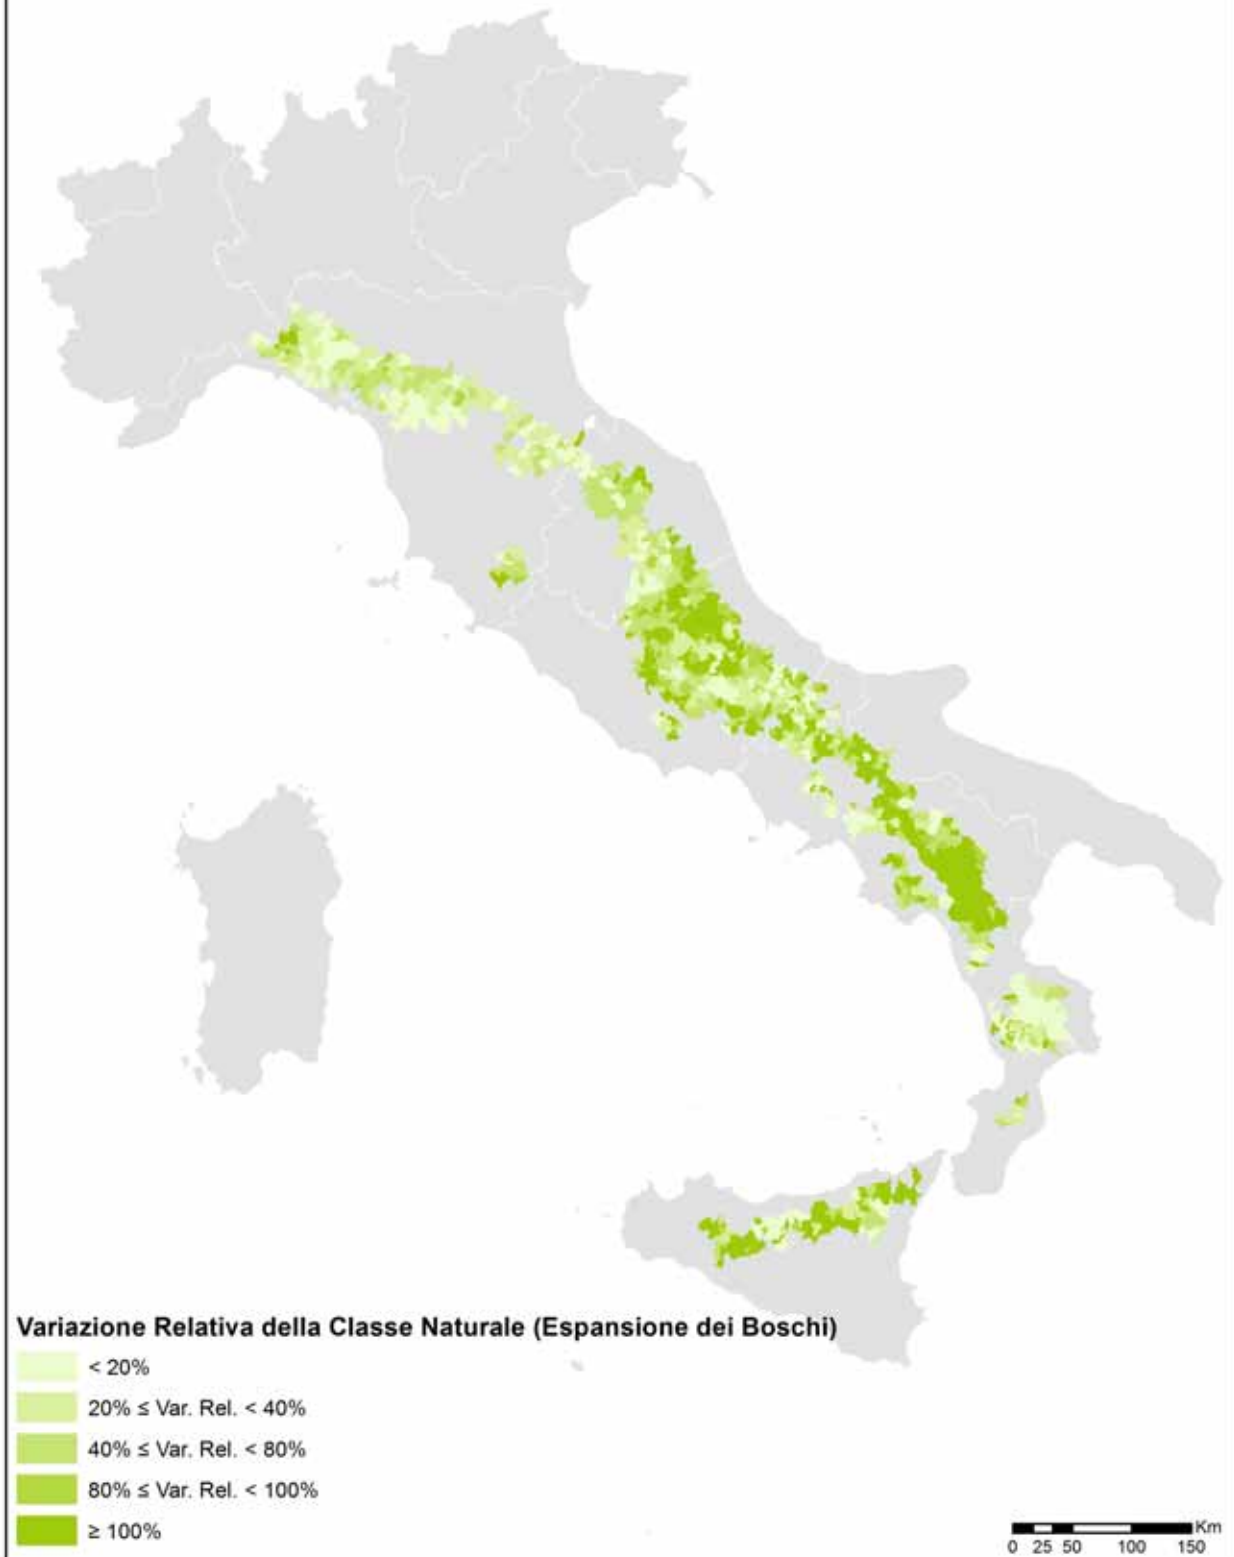 Variazione Relativa della Classe Naturale (Espansione dei Boschi)
< 20%
20% ≤ Var. Rel. < 40%
40% ≤ Var. Rel. < 80%
80% ≤ Var. Rel. < 100%
≥ 100%
Km
0 25 50 100 150